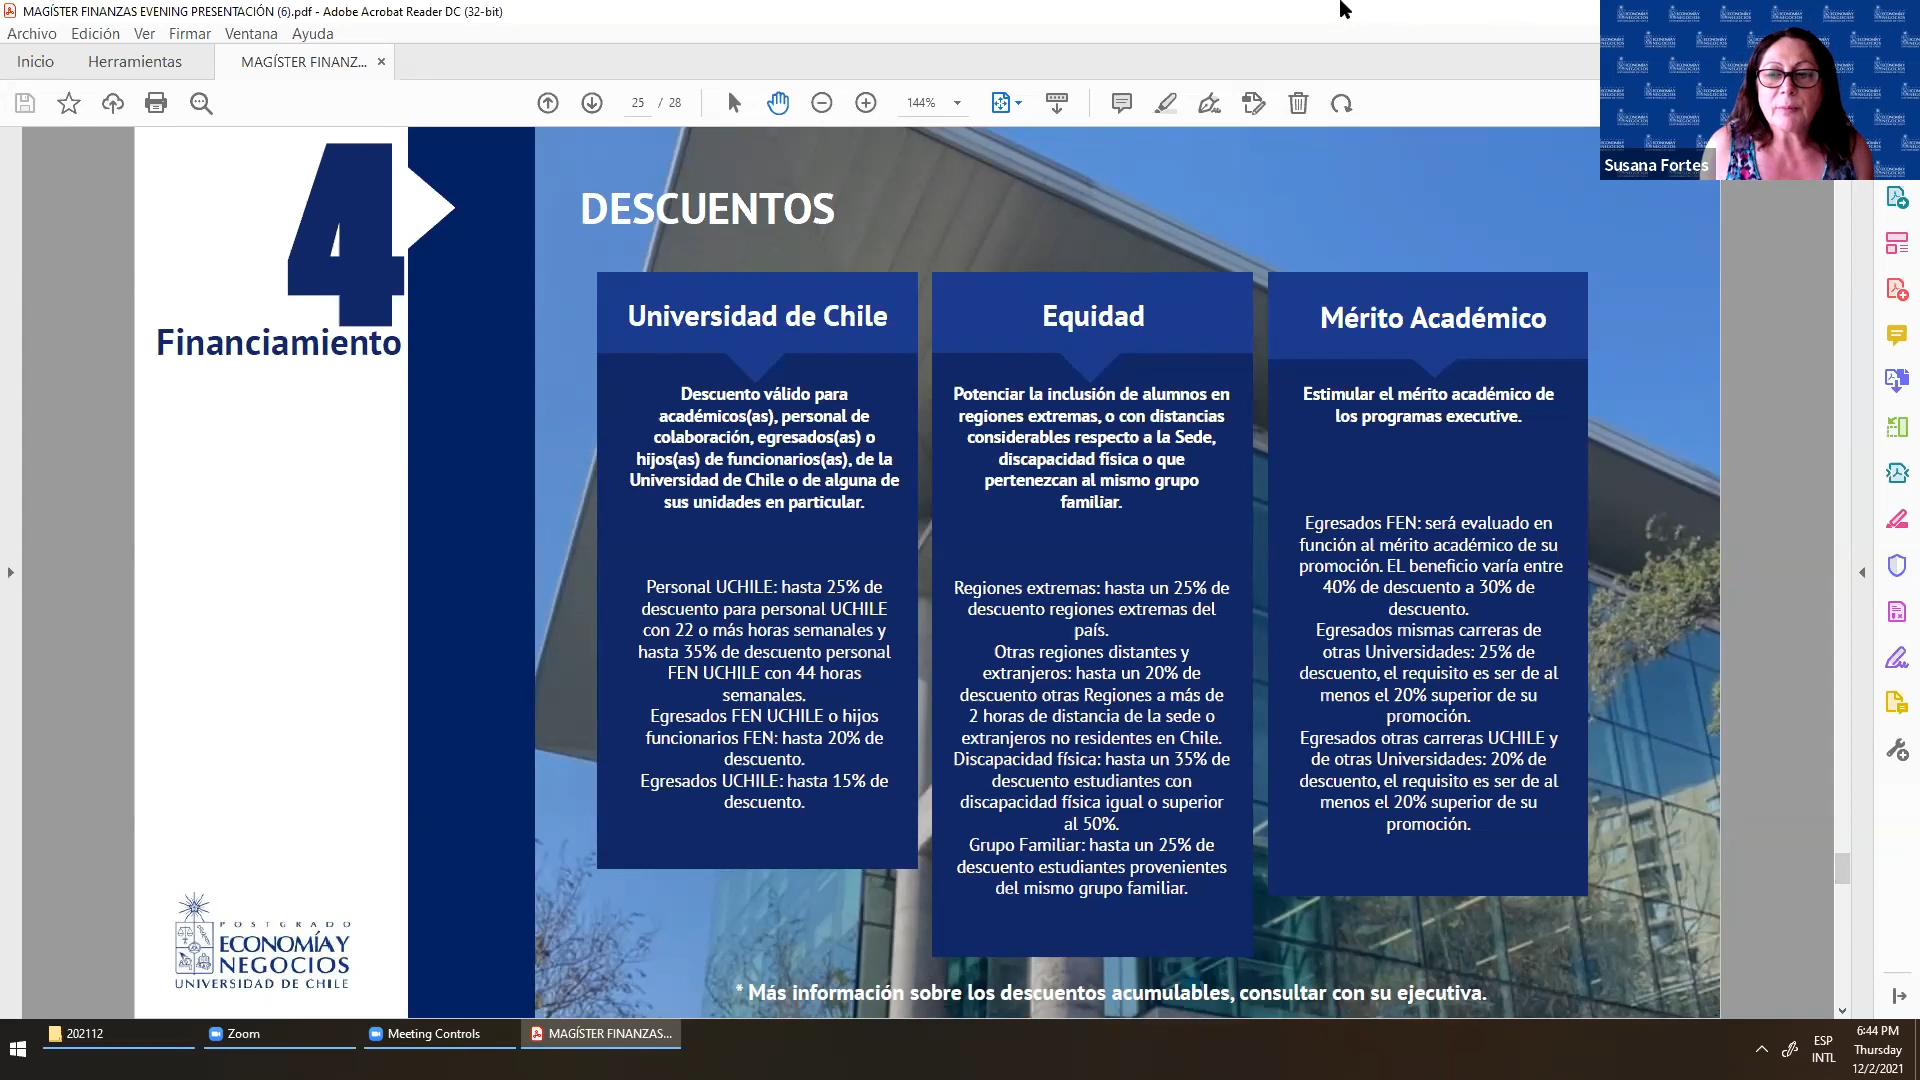 MAGÍSTER FINANZAS EVENING PRESENTACIÓN (6).pdf - Adobe Acrobat Reader DC (32-bit)
Archivo Edición Ver Firmar Ventana Ayuda
Inicio Herramientas MAGÍSTER FINANZ... ×
25 / 28 144%
Susana Fortes
4
Financiamiento
DESCUENTOS
Universidad de Chile
Descuento válido para
académicos(as), personal de
colaboración, egresados(as) o
hijos(as) de funcionarios(as), de la
Universidad de Chile o de alguna de
sus unidades en particular.
Personal UCHILE: hasta 25% de
descuento para personal UCHILE
con 22 o más horas semanales y
hasta 35% de descuento personal
FEN UCHILE con 44 horas
semanales.
Egresados FEN UCHILE o hijos
funcionarios FEN: hasta 20% de
descuento.
Egresados UCHILE: hasta 15% de
descuento.
Equidad
Potenciar la inclusión de alumnos en
regiones extremas, o con distancias
considerables respecto a la Sede,
discapacidad física o que
pertenezcan al mismo grupo
familiar.
Regiones extremas: hasta un 25% de
descuento regiones extremas del
país.
Otras regiones distantes y
extranjeros: hasta un 20% de
descuento otras Regiones a más de
2 horas de distancia de la sede o
extranjeros no residentes en Chile.
Discapacidad física: hasta un 35% de
descuento estudiantes con
discapacidad física igual o superior
al 50%.
Grupo Familiar: hasta un 25% de
descuento estudiantes provenientes
del mismo grupo familiar.
Mérito Académico
Estimular el mérito académico de
los programas executive.
Egresados FEN: será evaluado en
función al mérito académico de su
promoción. EL beneficio varía entre
40% de descuento a 30% de
descuento.
Egresados mismas carreras de
otras Universidades: 25% de
descuento, el requisito es ser de al
menos el 20% superior de su
promoción.
Egresados otras carreras UCHILE y
de otras Universidades: 20% de
descuento, el requisito es ser de al
menos el 20% superior de su
promoción.
* Más información sobre los descuentos acumulables, consultar con su ejecutiva.
POSTGRADO
ECONOMÍA Y
NEGOCIOS
UNIVERSIDAD DE CHILE
202112 Zoom Meeting Controls MAGÍSTER FINANZAS...
ESP
INTL
6:44 PM
Thursday
12/2/2021